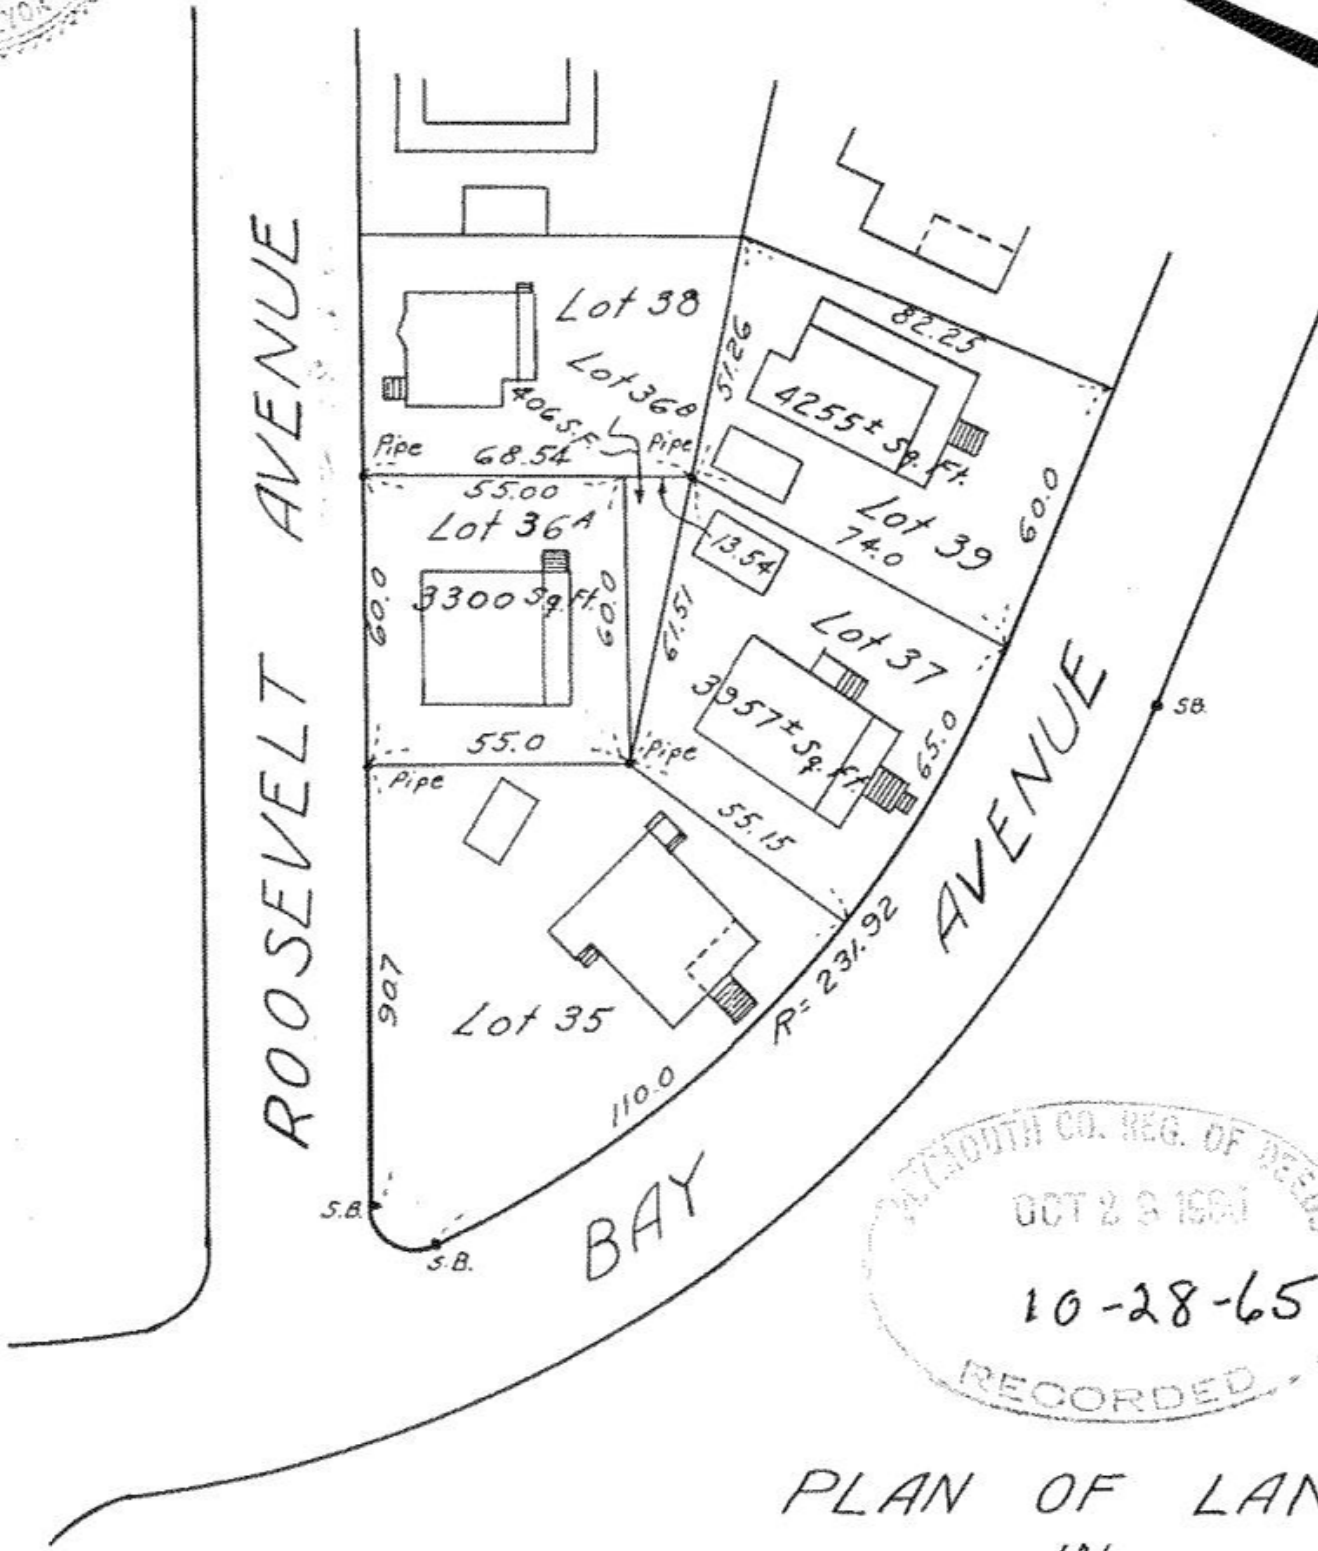 ROOSEVELT AVENUE
Lot 38
Lot 36B
406 S.F.
51.26
82.25
4255± Sq. Ft.
Pipe
68.54
Pipe
55.00
Lot 36A
13.54
Lot 39
74.0
60.0
60.0
3300 Sq. Ft.
60.0
61.51
Lot 37
3957± Sq. Ft.
65.0
55.0
Pipe
Pipe
55.15
SB.
R= 231.92
90.7
Lot 35
110.0
S.B.
S.B.
BAY AVENUE
CO. REG. OF
OCT 2
10-28-65
RECORDED
PLAN OF LAN
IN